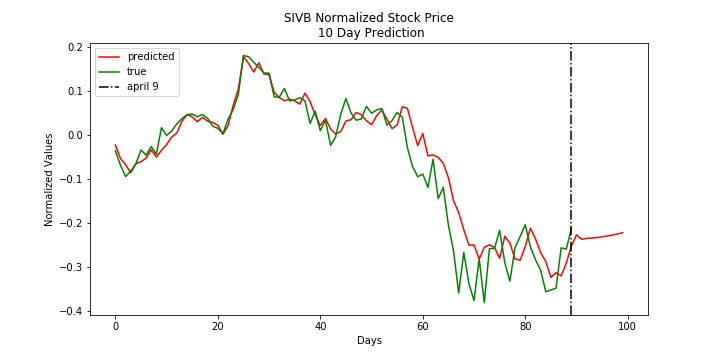 SIVB Normalized Stock Price
10 Day Prediction
predicted
true
april 9
Normalized Values
0.2
0.1
0.0
−0.1
−0.2
−0.3
−0.4
0
20
40
60
80
100
Days